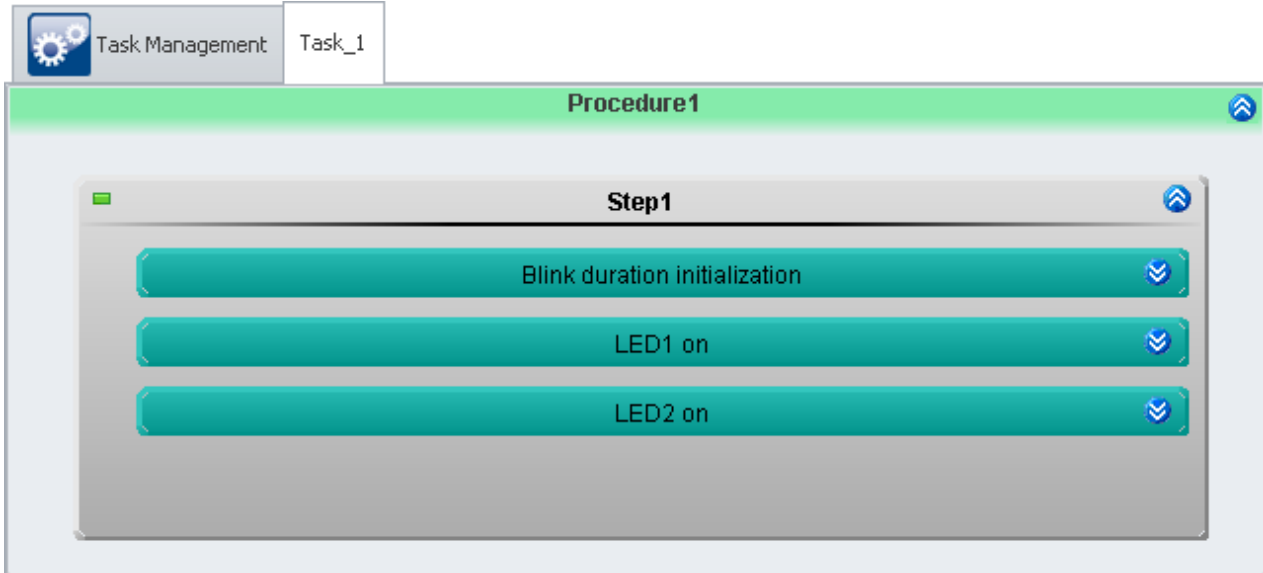 Task Management
Task_1
Procedure1
Step1
Blink duration initialization
LED1 on
LED2 on